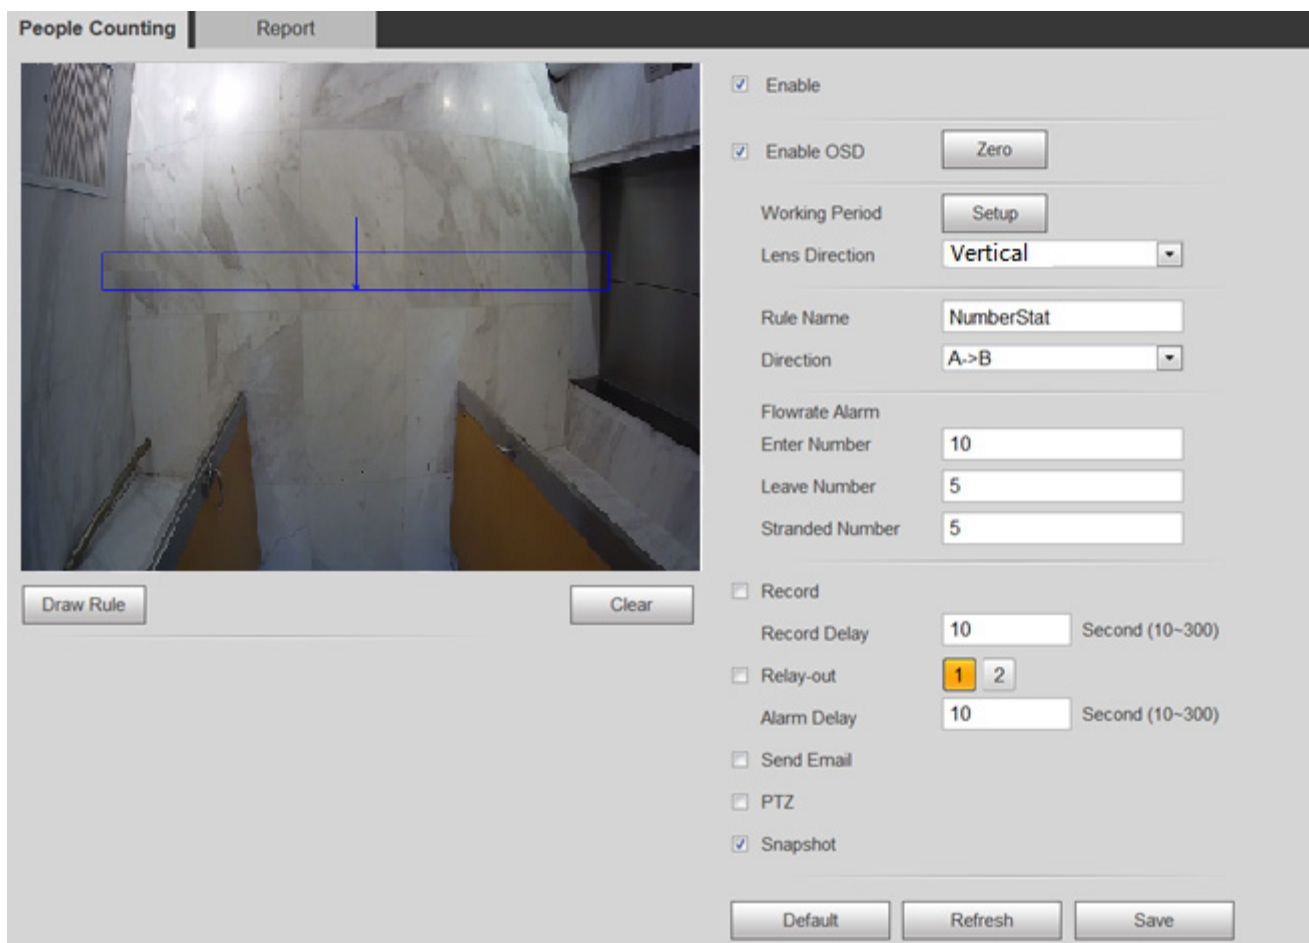 People Counting Report
Enable
Enable OSD Zero
Working Period Setup
Lens Direction Vertical
Rule Name NumberStat
Direction A->B
Flowrate Alarm
Enter Number 10
Leave Number 5
Stranded Number 5
Draw Rule Clear
Record
Record Delay 10 Second (10~300)
Relay-out 1 2
Alarm Delay 10 Second (10~300)
Send Email
PTZ
Snapshot
Default Refresh Save